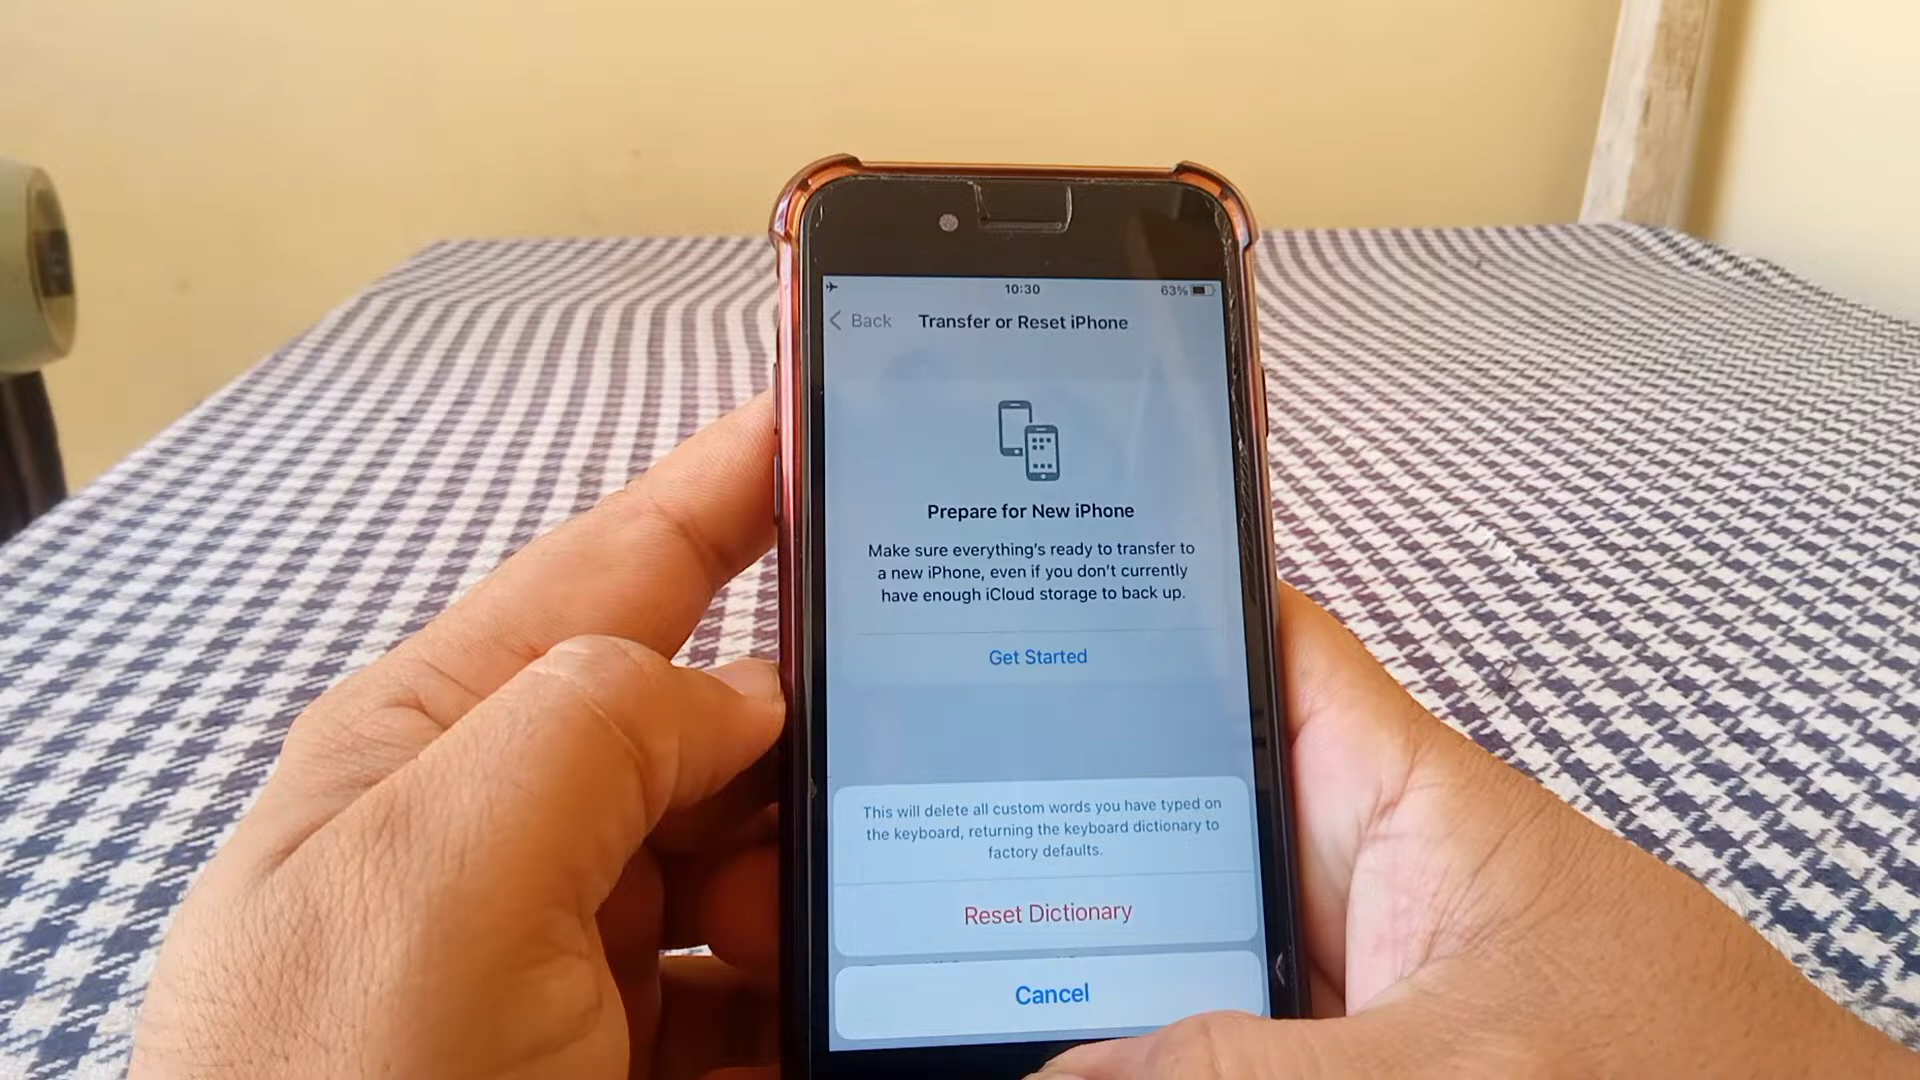 10:30
63%
Back
Transfer or Reset iPhone
Prepare for New iPhone
Make sure everything's ready to transfer to
a new iPhone, even if you don't currently
have enough iCloud storage to back up.
Get Started
This will delete all custom words you have typed on
the keyboard, returning the keyboard dictionary to
factory defaults.
Reset Dictionary
Cancel